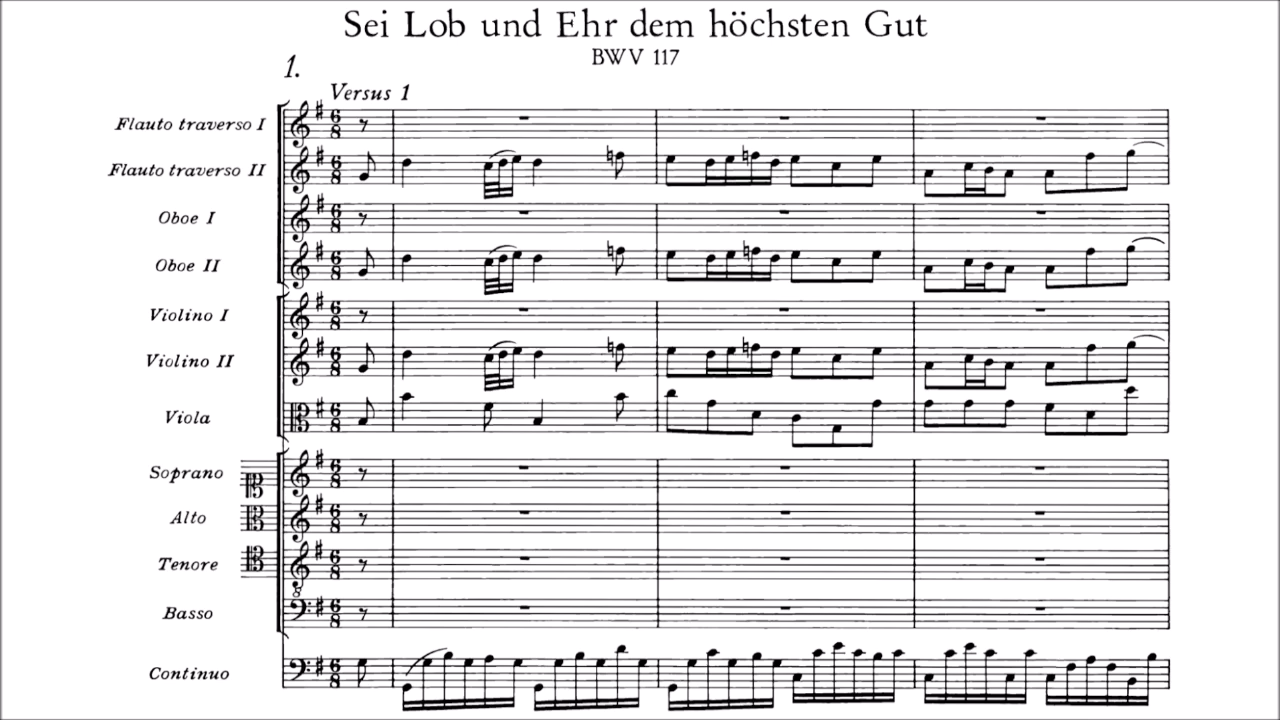 Sei Lob und Ehr dem höchsten Gut
BWV 117
1.
Versus 1
Flauto traverso I
Flauto traverso II
Oboe I
Oboe II
Violino I
Violino II
Viola
Soprano
Alto
Tenore
Basso
Continuo